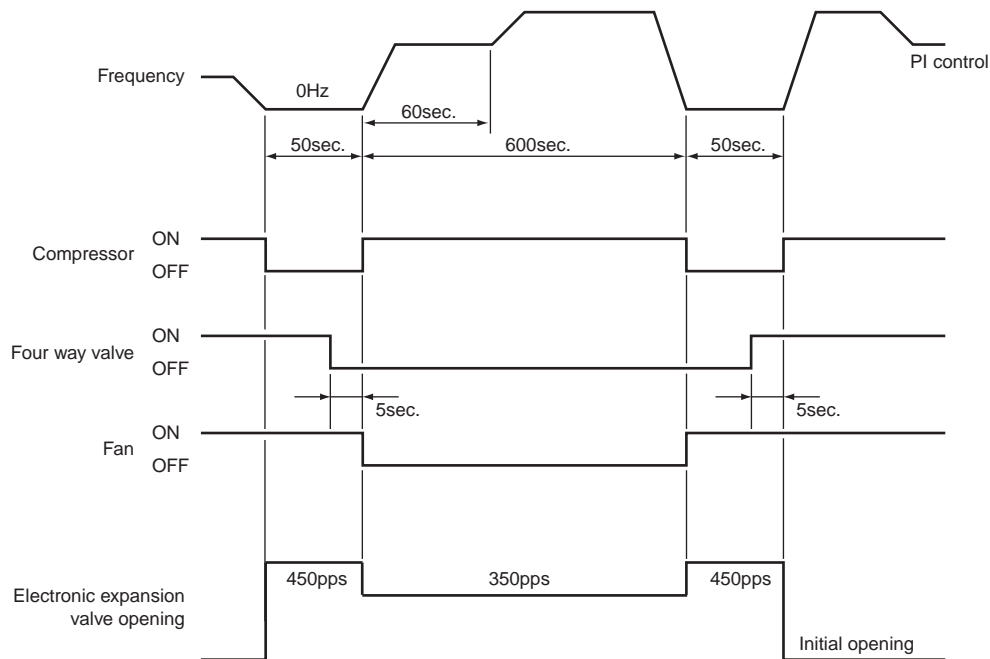 Frequency
0Hz
PI control
60sec.
50sec.
600sec.
50sec.
Compressor
ON
OFF
Four way valve
ON
OFF
5sec.
5sec.
Fan
ON
OFF
Electronic expansion
valve opening
450pps
350pps
450pps
Initial opening